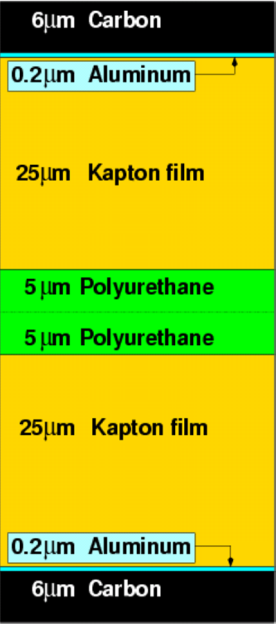 6μm Carbon
0.2μm Aluminum
25μm Kapton film
5 μm Polyurethane
5 μm Polyurethane
25μm Kapton film
0.2μm Aluminum
6μm Carbon